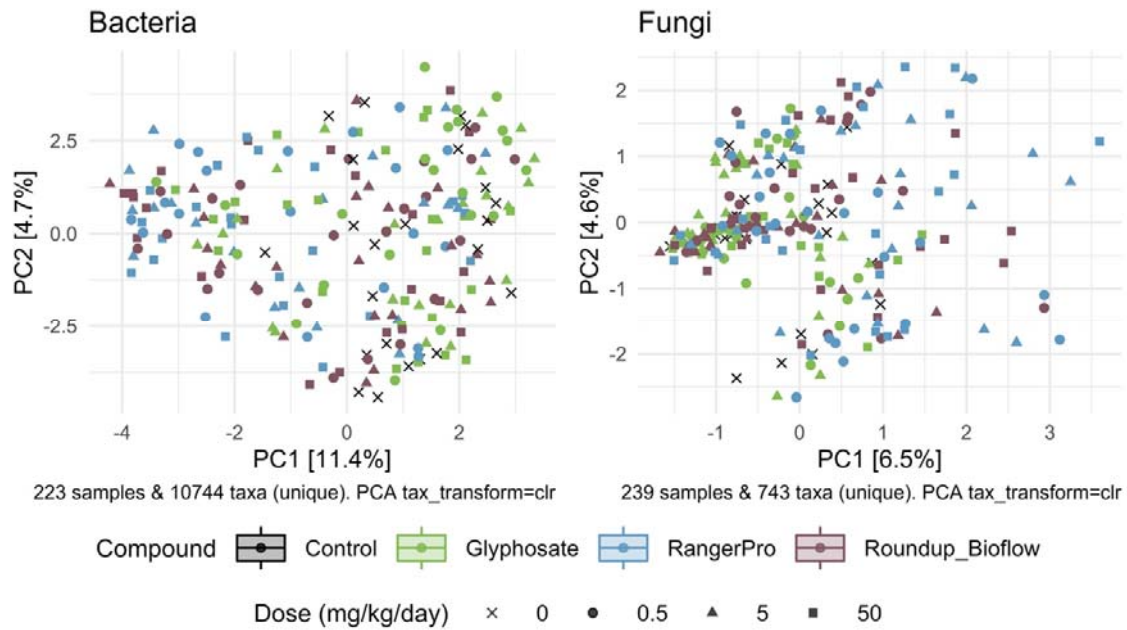 Bacteria
Fungi
PC2 [4.7%]
2.5
0.0
-2.5
-4
-2
0
2
PC1 [11.4%]
223 samples & 10744 taxa (unique). PCA tax_transform=clr
PC2 [4.6%]
2
1
0
-1
-2
-1
0
1
2
3
PC1 [6.5%]
239 samples & 743 taxa (unique). PCA tax_transform=clr
Compound Control Glyphosate RangerPro Roundup_Bioflow
Dose (mg/kg/day) 0 0.5 5 50